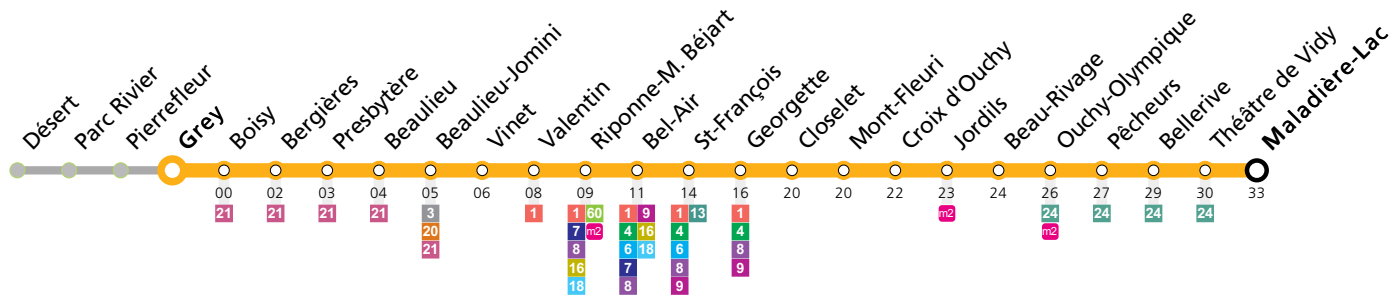 Désert
Parc Rivier
Pierrefleur
Grey
Boisy
Bergières
Presbytère
Beaulieu
Beaulieu-Jomini
Vinet
Valentin
Riponne-M. Béjart
Bel-Air
St-François
Georgette
Closelet
Mont-Fleuri
Croix d'Ouchy
Jordils
Beau-Rivage
Ouchy-Olympique
Pêcheurs
Bellerive
Théâtre de Vidy
Maladière-Lac
00 02 03 04 05 06 08 09 11 14 16 20 20 22 23 24 26 27 29 30 33
21 21 21 21 3 1 1 60 1 9 1 13 1 m2 24 24 24 24
20 7 m2 4 16 4 4 m2
21 8 6 18 6 8
16 7 8 9
18 8 9